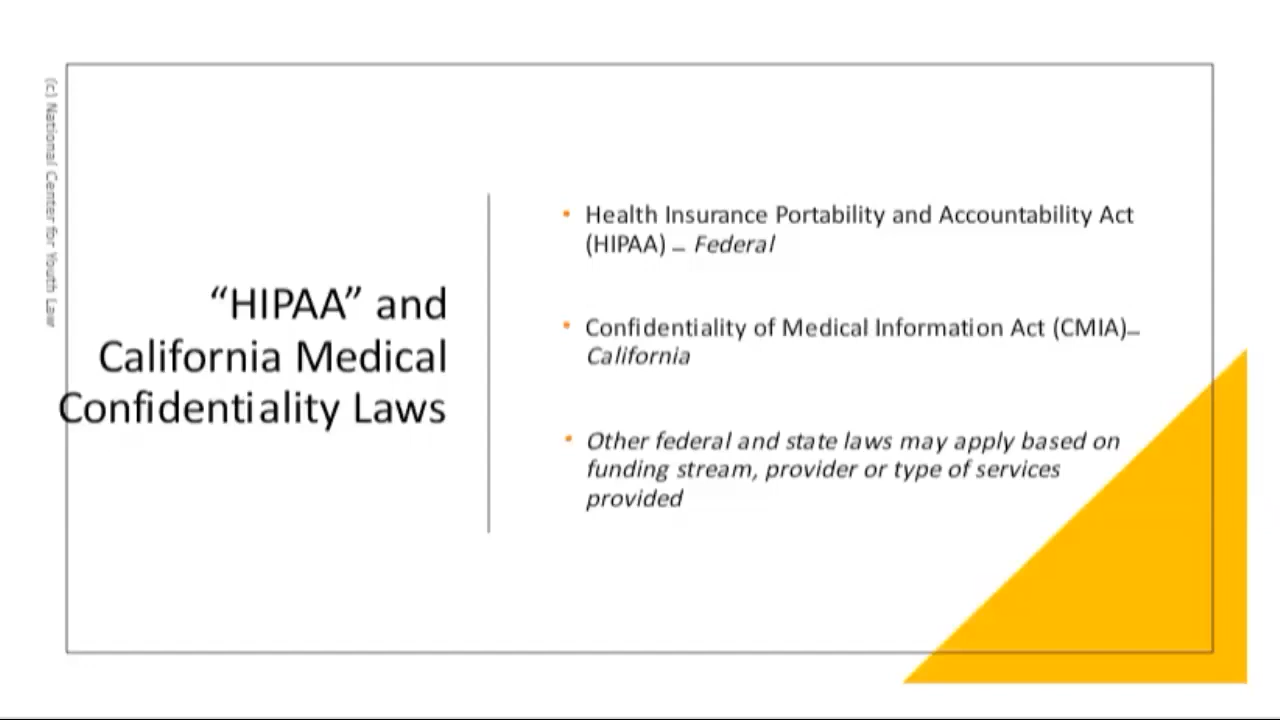 (c) National Center for Youth Law
“HIPAA” and
California Medical
Confidentiality Laws
• Health Insurance Portability and Accountability Act
(HIPAA) – Federal
• Confidentiality of Medical Information Act (CMIA)–
California
• Other federal and state laws may apply based on
funding stream, provider or type of services
provided